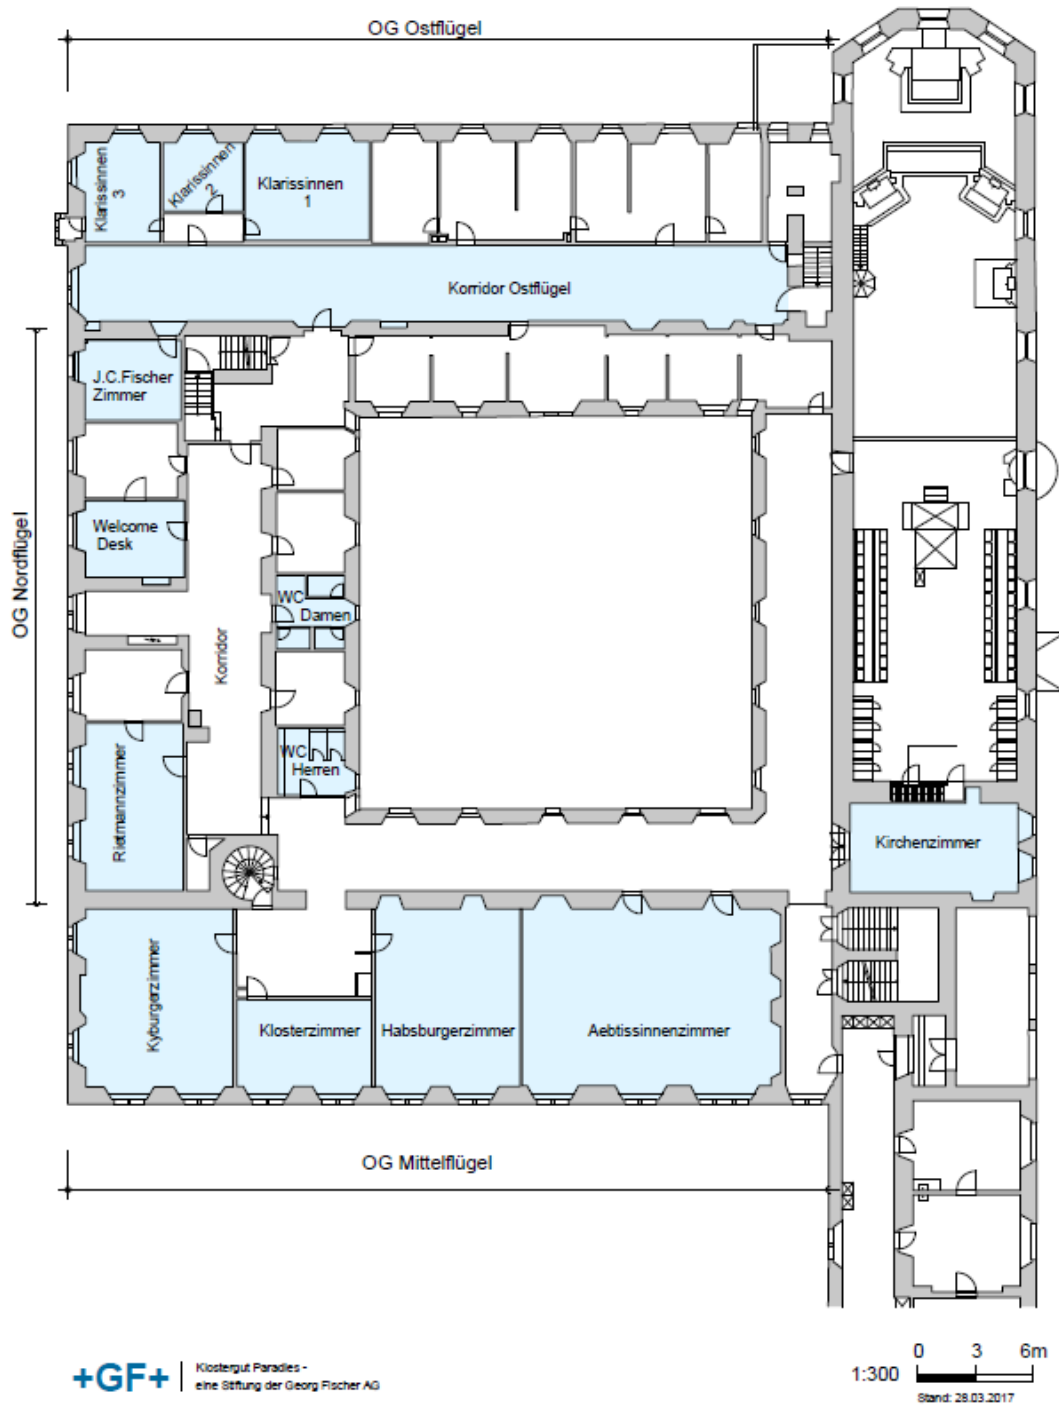 OG Ostflügel
Klarissinnen
3
Klarissinnen
2
Klarissinnen
1
Korridor Ostflügel
J.C.Fischer
Zimmer
Welcome
Desk
OG Nordflügel
WC
Damen
Korridor
WC
Herren
Rietmannzimmer
Kirchenzimmer
Kyburgerzimmer
Klosterzimmer
Habsburgerzimmer
Aebtissinnenzimmer
OG Mittelflügel
+GF+
Klostergut Paradies -
eine Stiftung der Georg Fischer AG
1:300
0 3 6m
Stand: 28.03.2017